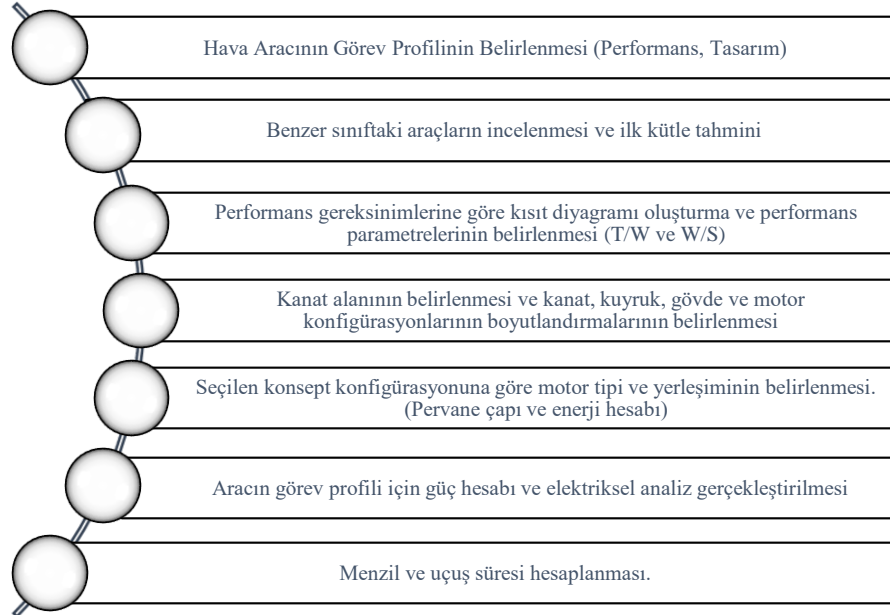 Hava Aracının Görev Profilinin Belirlenmesi (Performans, Tasarım)
Benzer sınıftaki araçların incelenmesi ve ilk kütle tahmini
Performans gereksinimlerine göre kısıt diyagramı oluşturma ve performans
parametrelerinin belirlenmesi (T/W ve W/S)
Kanat alanının belirlenmesi ve kanat, kuyruk, gövde ve motor
konfigürasyonlarının boyutlandırmalarının belirlenmesi
Seçilen konsept konfigürasyonuna göre motor tipi ve yerleşiminin belirlenmesi.
(Pervane çapı ve enerji hesabı)
Aracın görev profili için güç hesabı ve elektriksel analiz gerçekleştirilmesi
Menzil ve uçuş süresi hesaplanması.